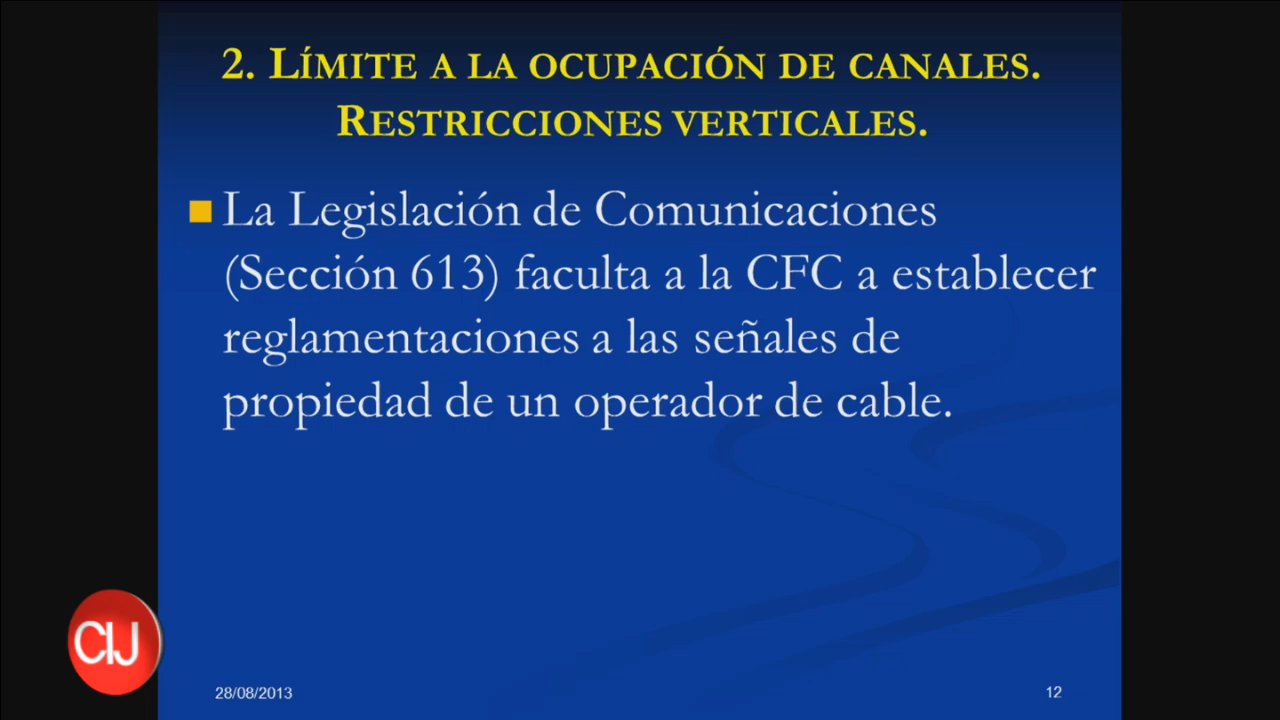 2. LÍMITE A LA OCUPACIÓN DE CANALES.
RESTRICCIONES VERTICALES.
La Legislación de Comunicaciones
(Sección 613) faculta a la CFC a establecer
reglamentaciones a las señales de
propiedad de un operador de cable.
CIJ
28/08/2013
12